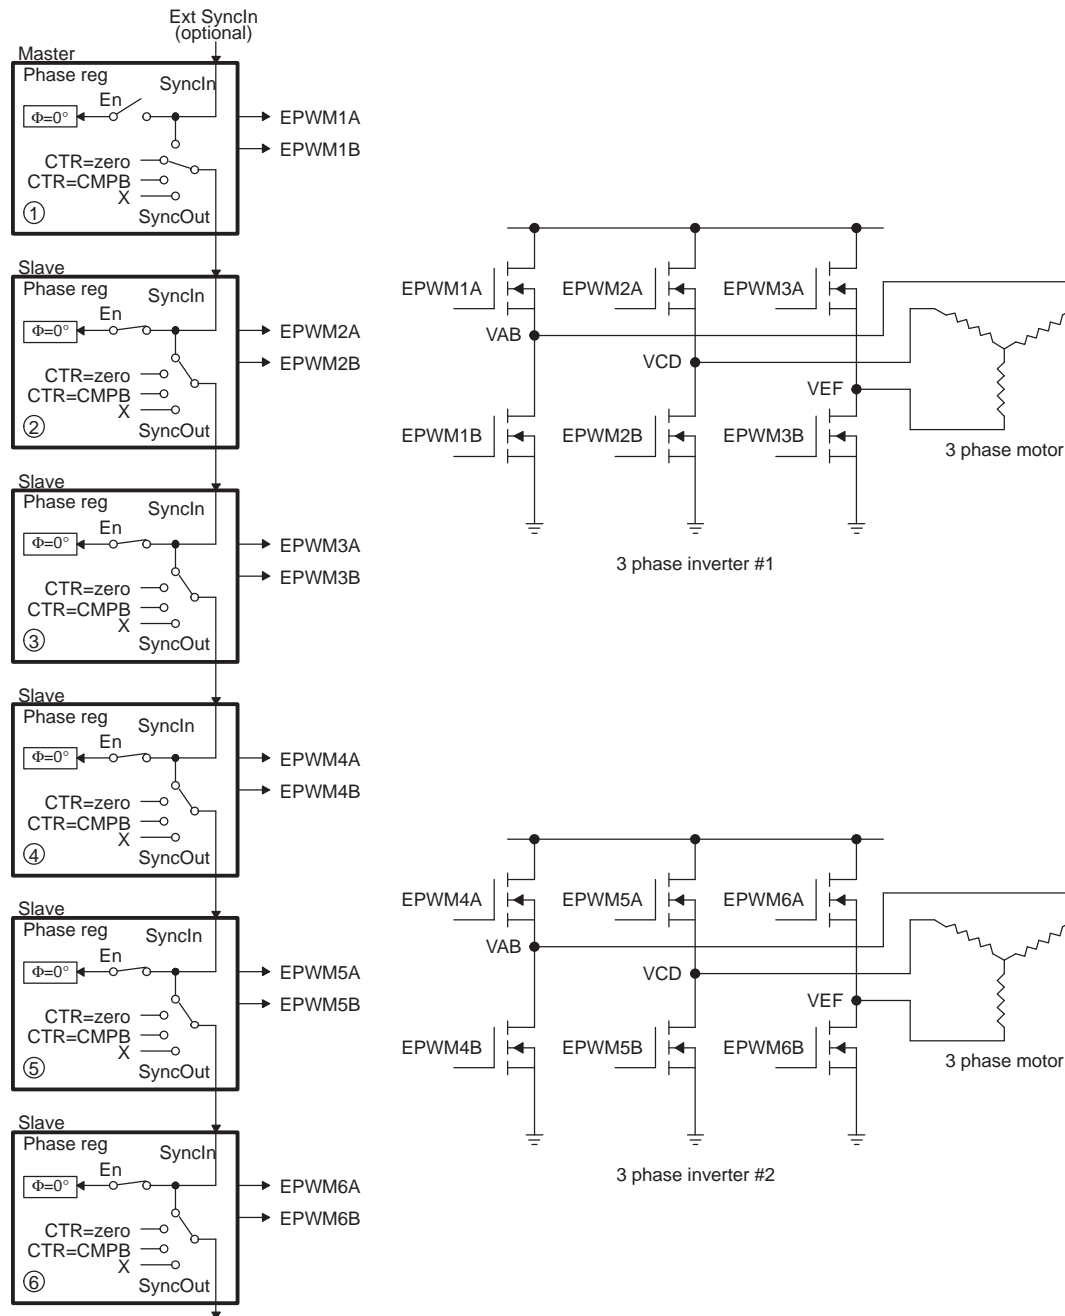 Ext SyncIn
(optional)
Master
Phase reg
SyncIn
En
Φ=0°
EPWM1A
EPWM1B
CTR=zero
CTR=CMPB
X
1
SyncOut
Slave
Phase reg
SyncIn
En
Φ=0°
EPWM2A
EPWM2B
CTR=zero
CTR=CMPB
X
2
SyncOut
Slave
Phase reg
SyncIn
En
Φ=0°
EPWM3A
EPWM3B
CTR=zero
CTR=CMPB
X
3
SyncOut
Slave
Phase reg
SyncIn
En
Φ=0°
EPWM4A
EPWM4B
CTR=zero
CTR=CMPB
X
4
SyncOut
Slave
Phase reg
SyncIn
En
Φ=0°
EPWM5A
EPWM5B
CTR=zero
CTR=CMPB
X
5
SyncOut
Slave
Phase reg
SyncIn
En
Φ=0°
EPWM6A
EPWM6B
CTR=zero
CTR=CMPB
X
6
SyncOut
EPWM1A
EPWM2A
EPWM3A
VAB
VCD
VEF
EPWM1B
EPWM2B
EPWM3B
3 phase motor
3 phase inverter #1
EPWM4A
EPWM5A
EPWM6A
VAB
VCD
VEF
EPWM4B
EPWM5B
EPWM6B
3 phase motor
3 phase inverter #2